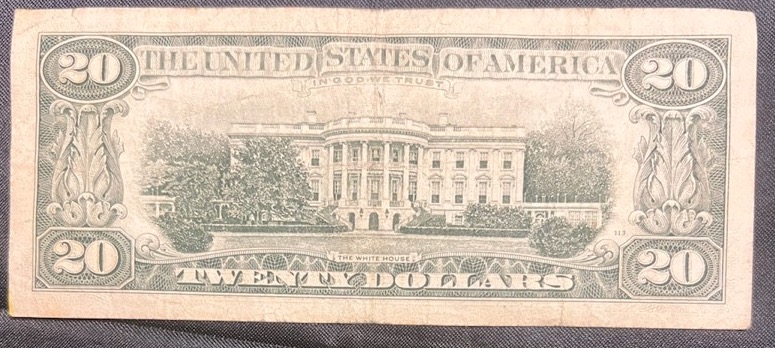 20 THE UNITED STATES OF AMERICA 20
IN GOD WE TRUST
113
THE WHITE HOUSE
20 TWENTY DOLLARS 20